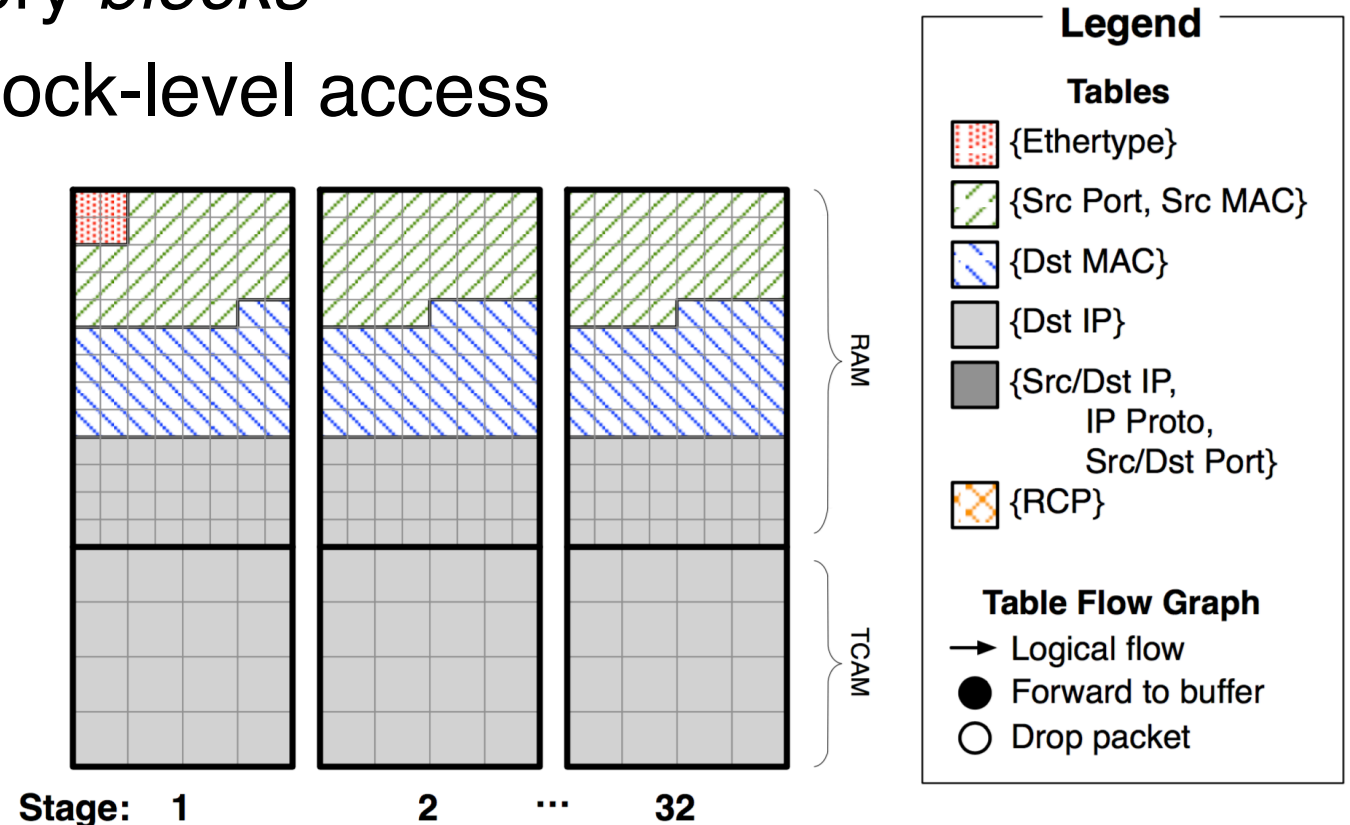 blocks
ock-level access
Legend
Tables
{Ethertype}
{Src Port, Src MAC}
{Dst MAC}
{Dst IP}
{Src/Dst IP,
IP Proto,
Src/Dst Port}
{RCP}
Table Flow Graph
Logical flow
Forward to buffer
Drop packet
RAM
TCAM
Stage: 1 2 ... 32